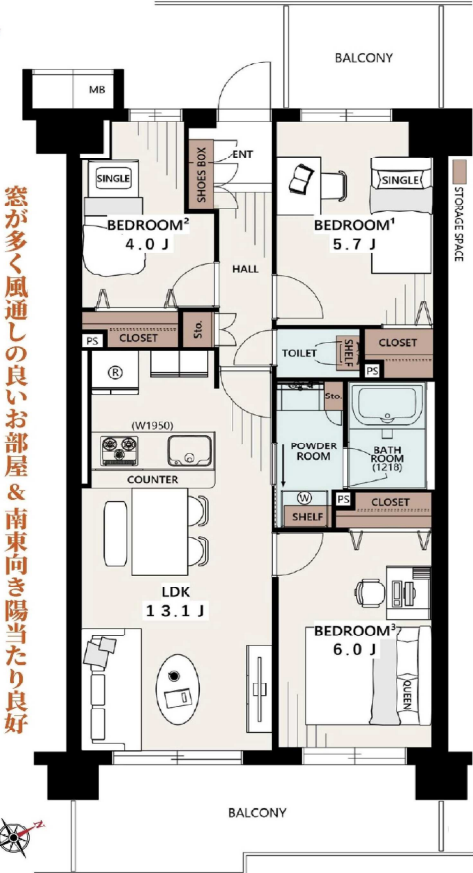 BALCONY
MB
SHOES BOX
ENT
SINGLE
SINGLE
STORAGE SPACE
BEDROOM²
4.0 J
BEDROOM¹
5.7 J
HALL
窓が多く風通しの良いお部屋 & 南東向き陽当たり良好
PS
CLOSET
Sto.
TOILET
SHELF
CLOSET
PS
R
Sto.
(W1950)
POWDER
ROOM
BATH
ROOM
(1218)
COUNTER
W
PS
CLOSET
SHELF
LDK
13.1 J
BEDROOM³
6.0 J
QUEEN
BALCONY
N